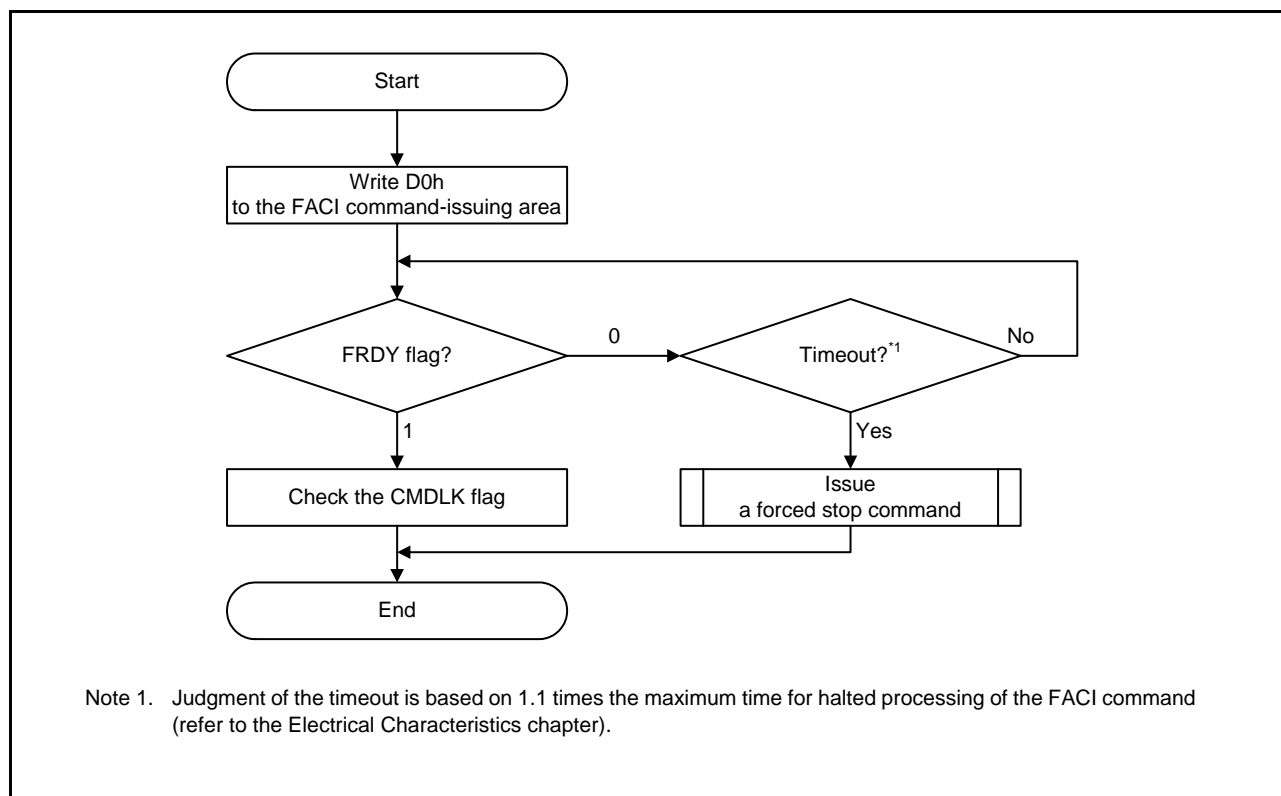 Start
Write D0h
to the FACI command-issuing area
FRDY flag?
0
Timeout?*1
No
1
Yes
Check the CMDLK flag
Issue
a forced stop command
End
Note 1. Judgment of the timeout is based on 1.1 times the maximum time for halted processing of the FACI command
(refer to the Electrical Characteristics chapter).